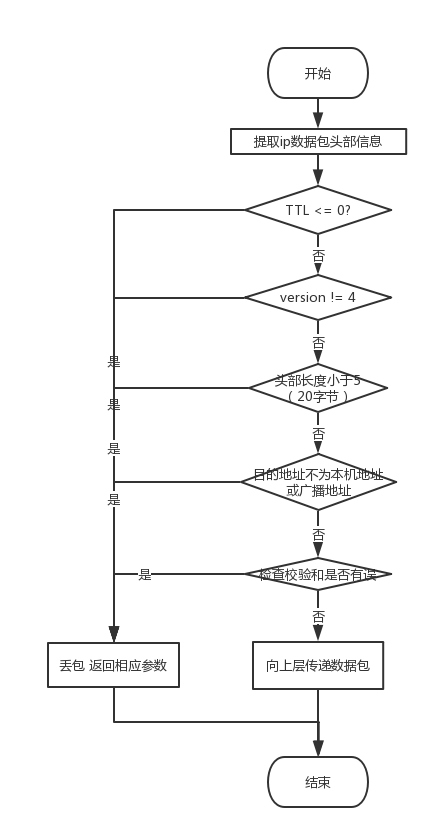 开始
提取ip数据包头部信息
TTL <= 0?
否
version != 4
否
是
头部长度小于5
（20字节）
是
否
是
目的地址不为本机地址
或广播地址
是
否
检查校验和是否有误
是
否
丢包 返回相应参数
向上层传递数据包
结束